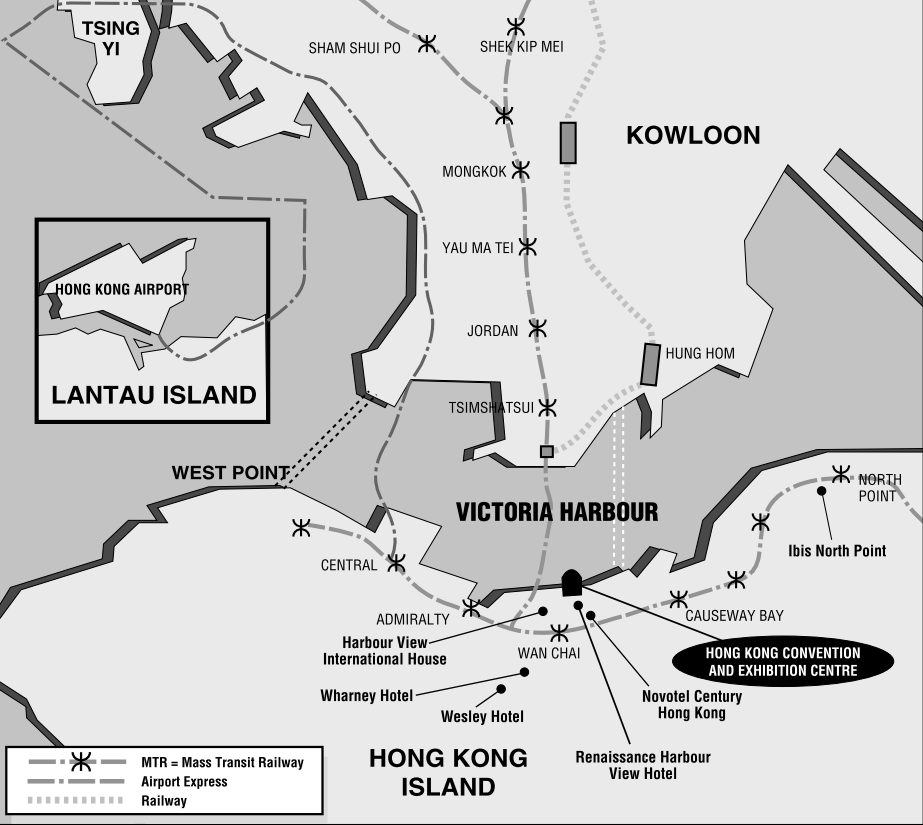 TSING
YI
SHAM SHUI PO
SHEK KIP MEI
KOWLOON
MONGKOK
YAU MA TEI
HONG KONG AIRPORT
JORDAN
HUNG HOM
LANTAU ISLAND
TSIMSHATSUI
WEST POINT
NORTH
POINT
VICTORIA HARBOUR
Ibis North Point
CENTRAL
ADMIRALTY
CAUSEWAY BAY
Harbour View
International House
WAN CHAI
HONG KONG CONVENTION
AND EXHIBITION CENTRE
Wharney Hotel
Novotel Century
Hong Kong
Wesley Hotel
HONG KONG
ISLAND
Renaissance Harbour
View Hotel
MTR = Mass Transit Railway
Airport Express
Railway